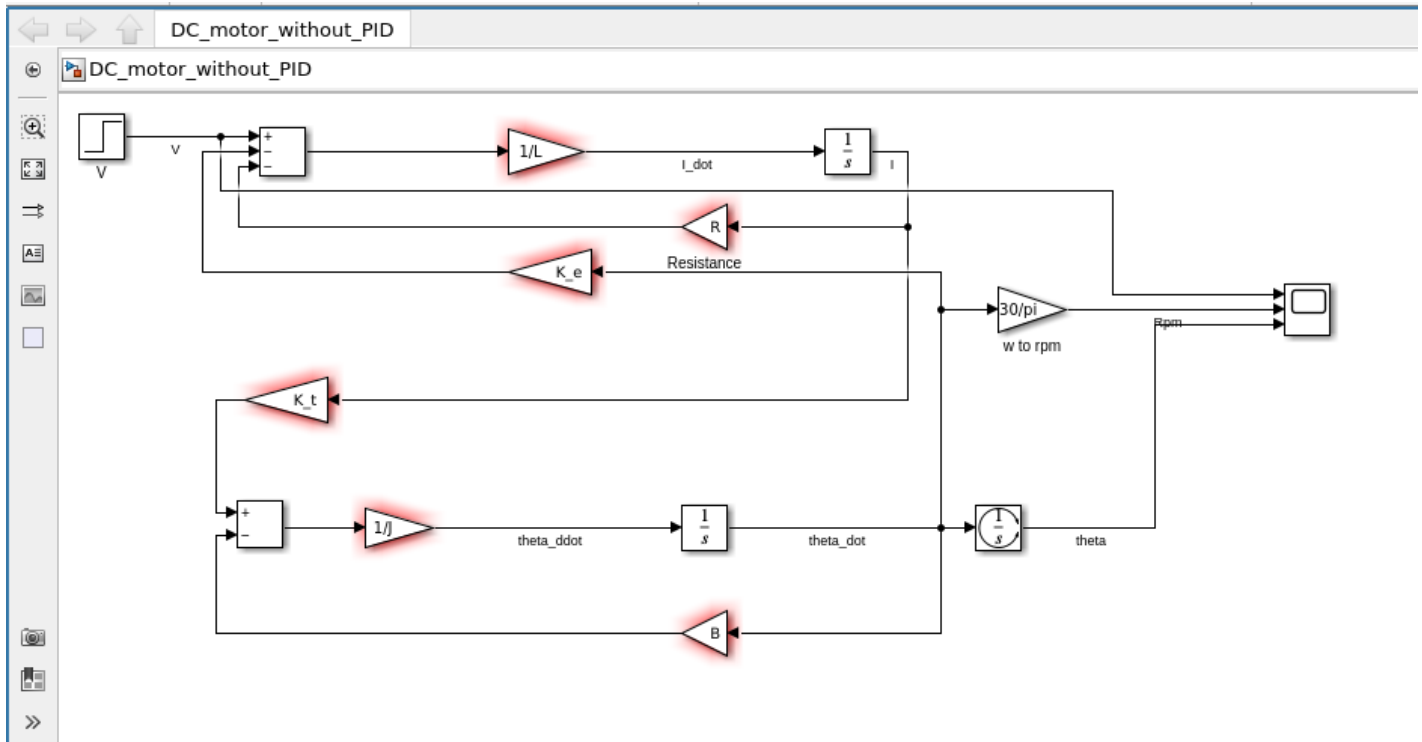 DC_motor_without_PID
DC_motor_without_PID
V
V
+
−
−
1/L
I_dot
1
s
I
R
Resistance
K_e
30/pi
w to rpm
Rpm
K_t
+
−
1/J
theta_ddot
1
s
theta_dot
1
s
theta
B
AΞ